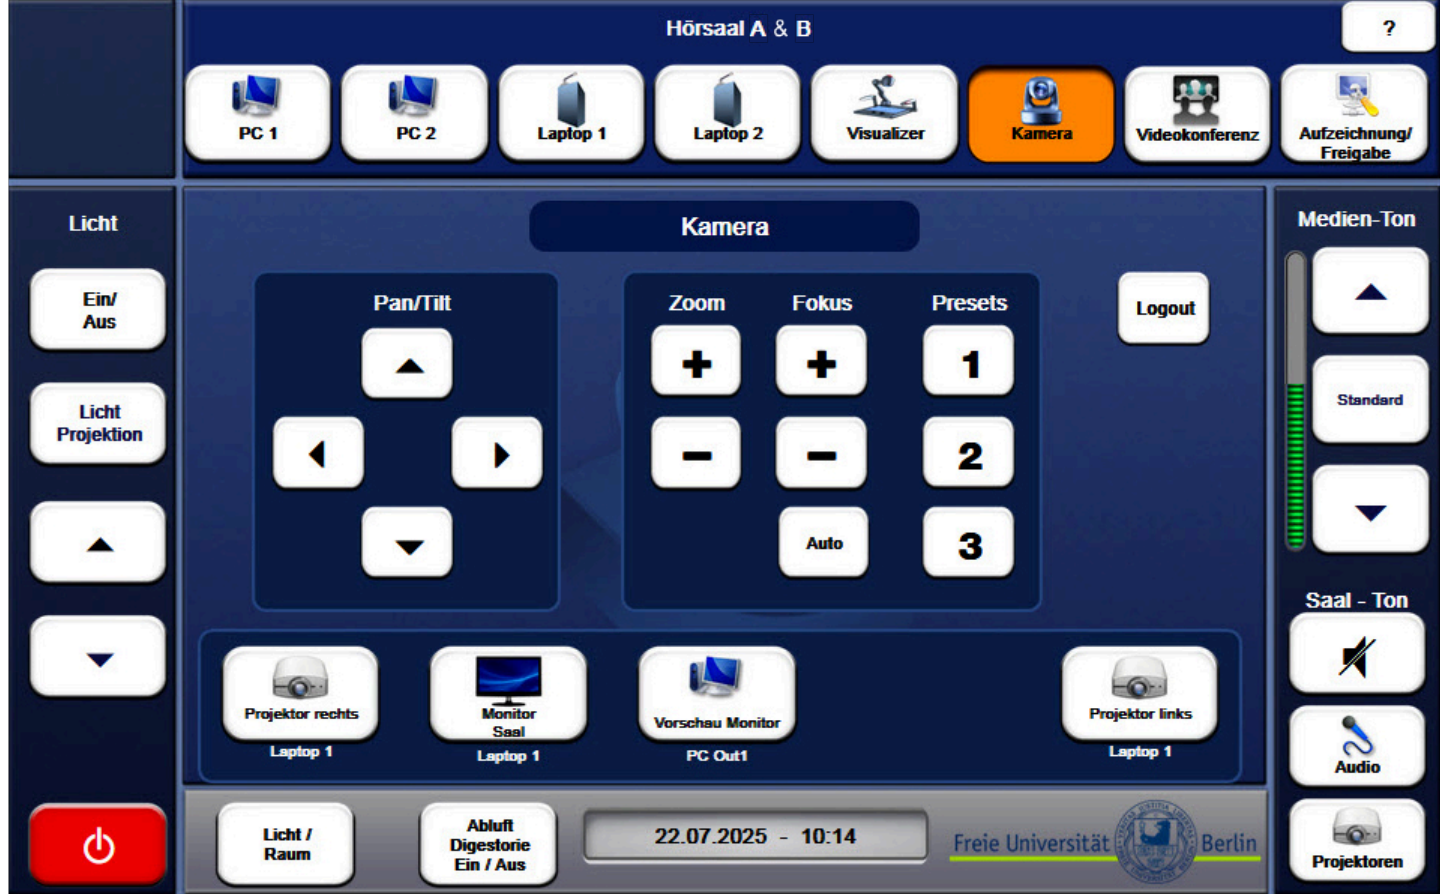 Hörsaal A & B
?
PC 1
PC 2
Laptop 1
Laptop 2
Visualizer
Kamera
Videokonferenz
Aufzeichnung/
Freigabe
Licht
Ein/
Aus
Licht
Projektion
Kamera
Pan/Tilt
Zoom
Fokus
Presets
+
+
1
−
−
2
Auto
3
Logout
Medien-Ton
Standard
Saal - Ton
Audio
Projektoren
Projektor rechts
Laptop 1
Monitor
Saal
Laptop 1
Vorschau Monitor
PC Out1
Projektor links
Laptop 1
Licht /
Raum
Abluft
Digestorie
Ein / Aus
22.07.2025 - 10:14
Freie Universität Berlin